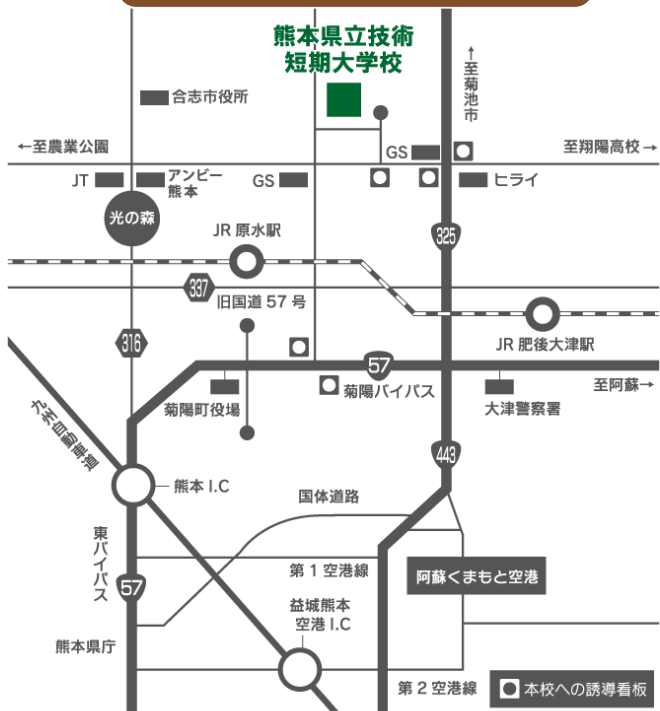 熊本県立技術
短期大学校
↑至菊池市
合志市役所
←至農業公園
GS
至翔陽高校→
JT
アンビー
熊本
GS
ヒライ
光の森
JR 原水駅
325
337
旧国道 57 号
316
JR 肥後大津駅
57
菊陽バイパス
至阿蘇→
菊陽町役場
大津警察署
九州自動車道
443
熊本 I.C
国体道路
東バイパス
第 1 空港線
阿蘇くまもと空港
57
益城熊本
空港 I.C
熊本県庁
第 2 空港線
本校への誘導看板